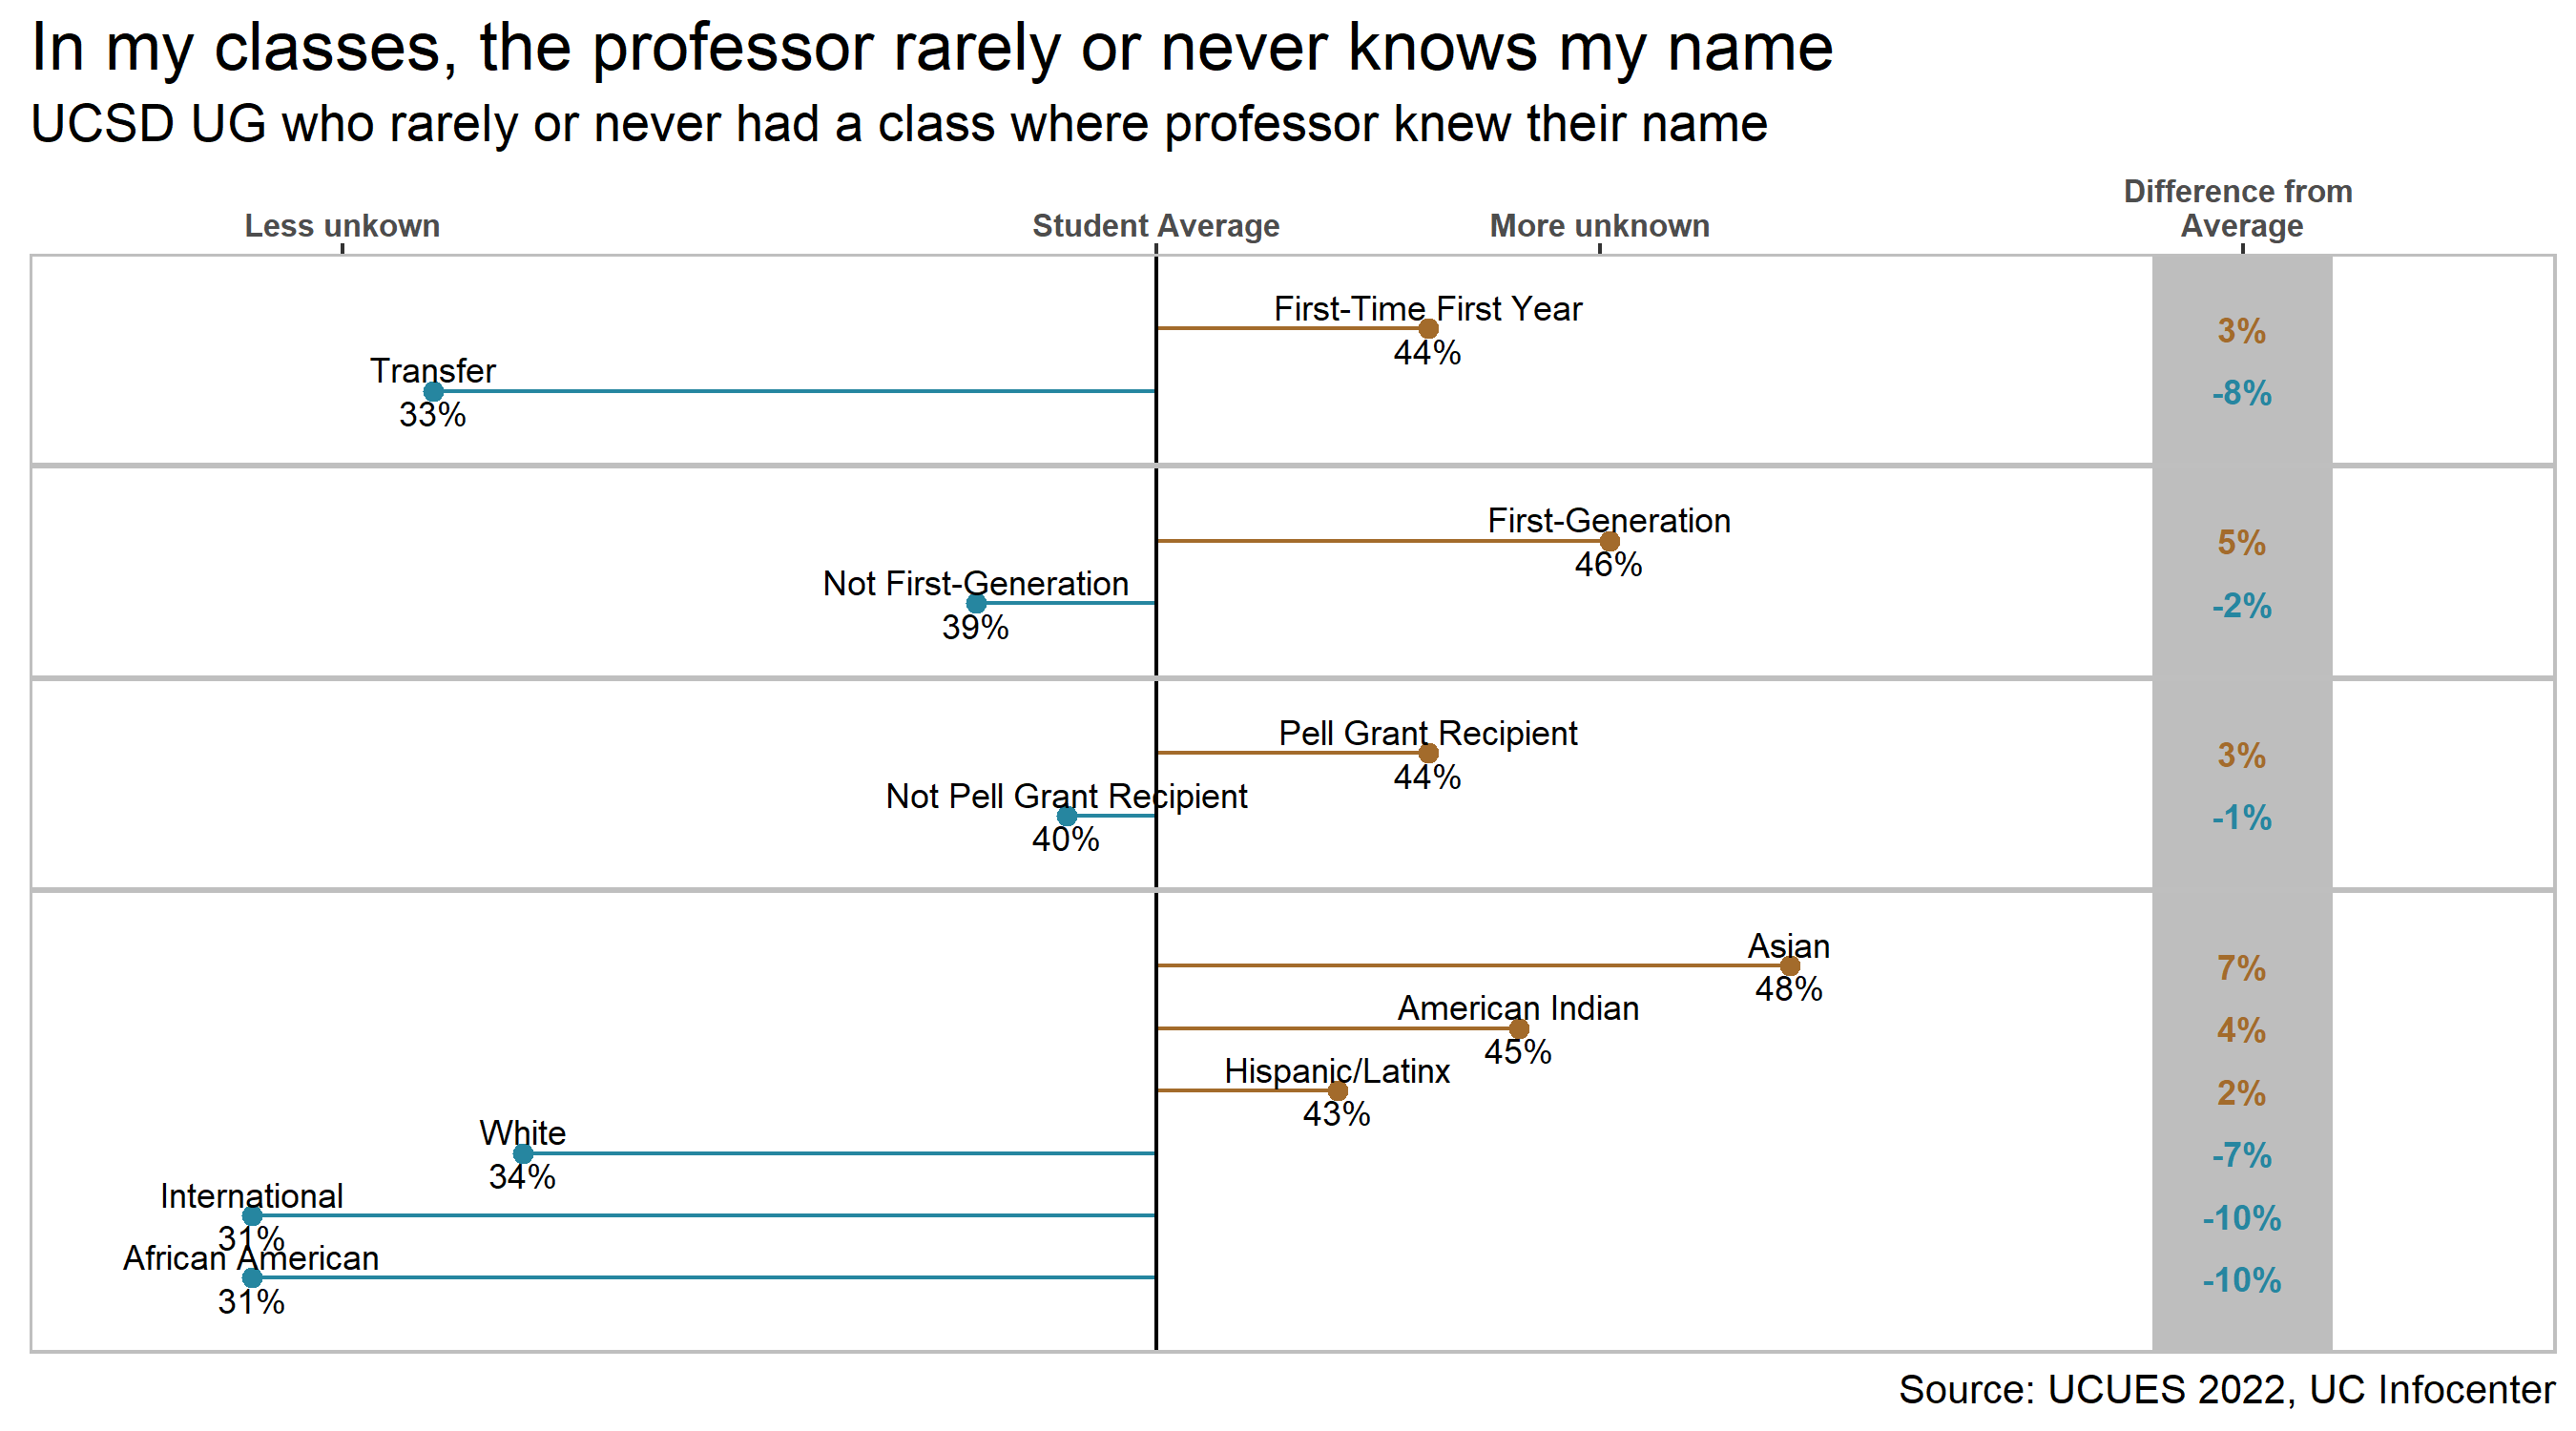 In my classes, the professor rarely or never knows my name
UCSD UG who rarely or never had a class where professor knew their name
Less unkown
Student Average
More unknown
Difference from
Average
First-Time First Year
44%
3%
Transfer
33%
-8%
First-Generation
46%
5%
Not First-Generation
39%
-2%
Pell Grant Recipient
44%
3%
Not Pell Grant Recipient
40%
-1%
Asian
48%
7%
American Indian
45%
4%
Hispanic/Latinx
43%
2%
White
34%
-7%
International
31%
-10%
African American
31%
-10%
Source: UCUES 2022, UC Infocenter